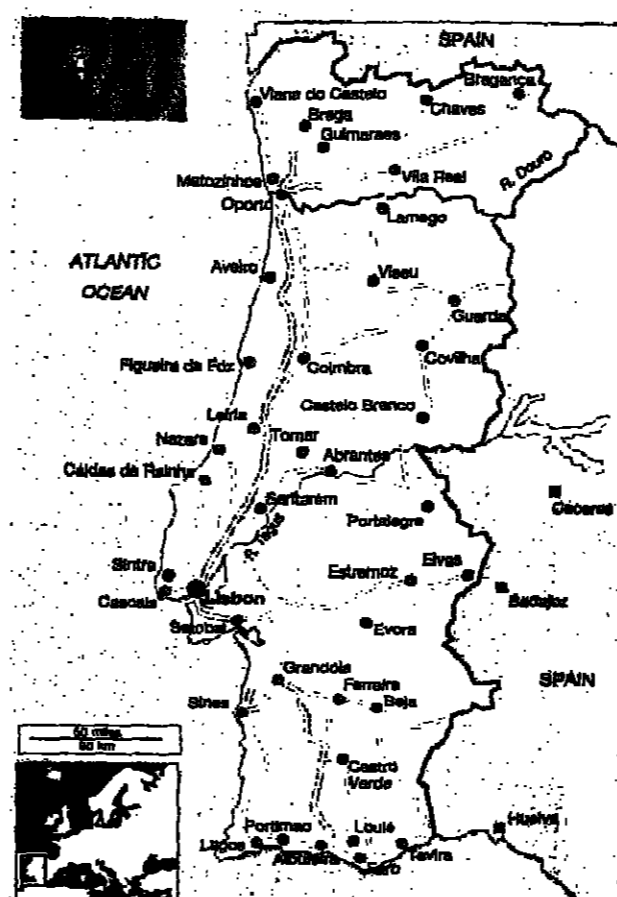 SPAIN
Bragança
Viana do Castelo
Chaves
Braga
Guimaraes
Matozinhos
Vila Real
R. Douro
Oporto
Lamego
ATLANTIC
OCEAN
Aveiro
Viseu
Guarda
Figueira da Foz
Coimbra
Covilha
Leiria
Castelo Branco
Nazare
Tomar
Abrantes
Caldas da
Santarém
Caceres
Portalegre
R. Tagus
Sintra
Estremoz
Elves
Cascais
Lisbon
Badajoz
Setobal
Evora
Grandola
SPAIN
Ferreira
Sines
Beja
50 miles
80 km
Castro
Verde
Portimao
Loulé
Huelva
Lagos
Albufeira
Faro
Tavira